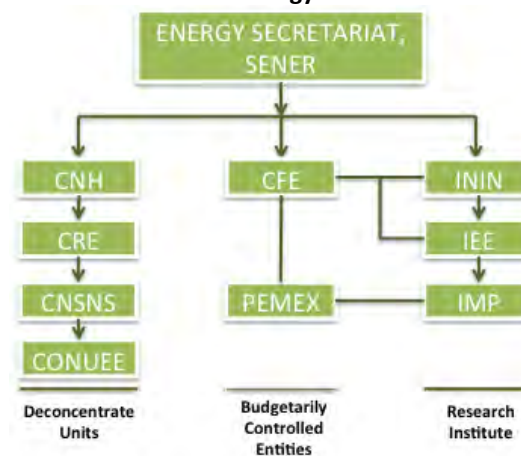 ENERGY SECRETARIAT,
SENER
CNH
CFE
ININ
CRE
IEE
CNSNS
PEMEX
IMP
CONUEE
Deconcentrate
Units
Budgetarily
Controlled
Entities
Research
Institute